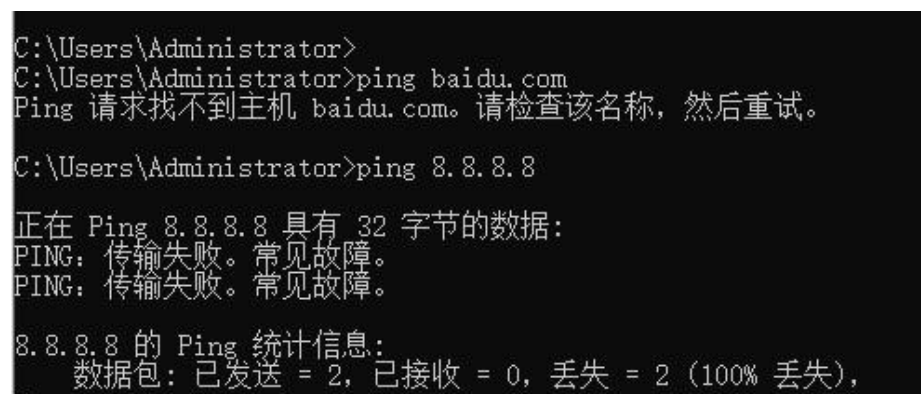 C:\Users\Administrator>
C:\Users\Administrator>ping baidu.com
Ping 请求找不到主机 baidu.com。请检查该名称，然后重试。
C:\Users\Administrator>ping 8.8.8.8
正在 Ping 8.8.8.8 具有 32 字节的数据:
PING: 传输失败。常见故障。
PING: 传输失败。常见故障。
8.8.8.8 的 Ping 统计信息:
数据包: 已发送 = 2，已接收 = 0，丢失 = 2 (100% 丢失)，